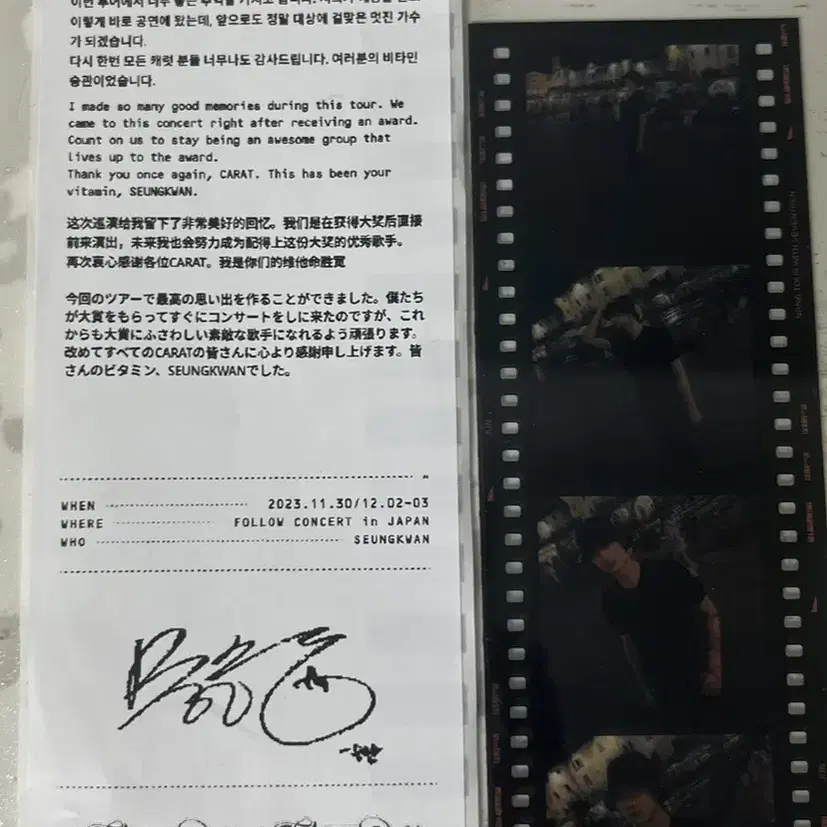 이렇게 바로 공연에 왔는데, 앞으로도 정말 대상에 걸맞은 멋진 가수
가 되겠습니다.
다시 한번 모든 캐럿 분들 너무나도 감사드립니다. 여러분의 비타민
승관이었습니다.
I made so many good memories during this tour. We
came to this concert right after receiving an award.
Count on us to stay being an awesome group that
lives up to the award.
Thank you once again, CARAT. This has been your
vitamin, SEUNGKWAN.
这次巡演给我留下了非常美好的回忆。我们是在获得大奖后直接
前来演出，未来我也会努力成为配得上这份大奖的优秀歌手。
再次衷心感谢各位CARAT。我是你们的维他命胜宽
今回のツアーで最高の思い出を作ることができました。僕たち
が大賞をもらってすぐにコンサートをしに来たのですが、これ
からも大賞にふさわしい素敵な歌手になれるよう頑張ります。
改めてすべてのCARATの皆さんに心より感謝申し上げます。皆
さんのビタミン、SEUNGKWANでした。
WHEN 2023.11.30/12.02-03
WHERE FOLLOW CONCERT in JAPAN
WHO SEUNGKWAN